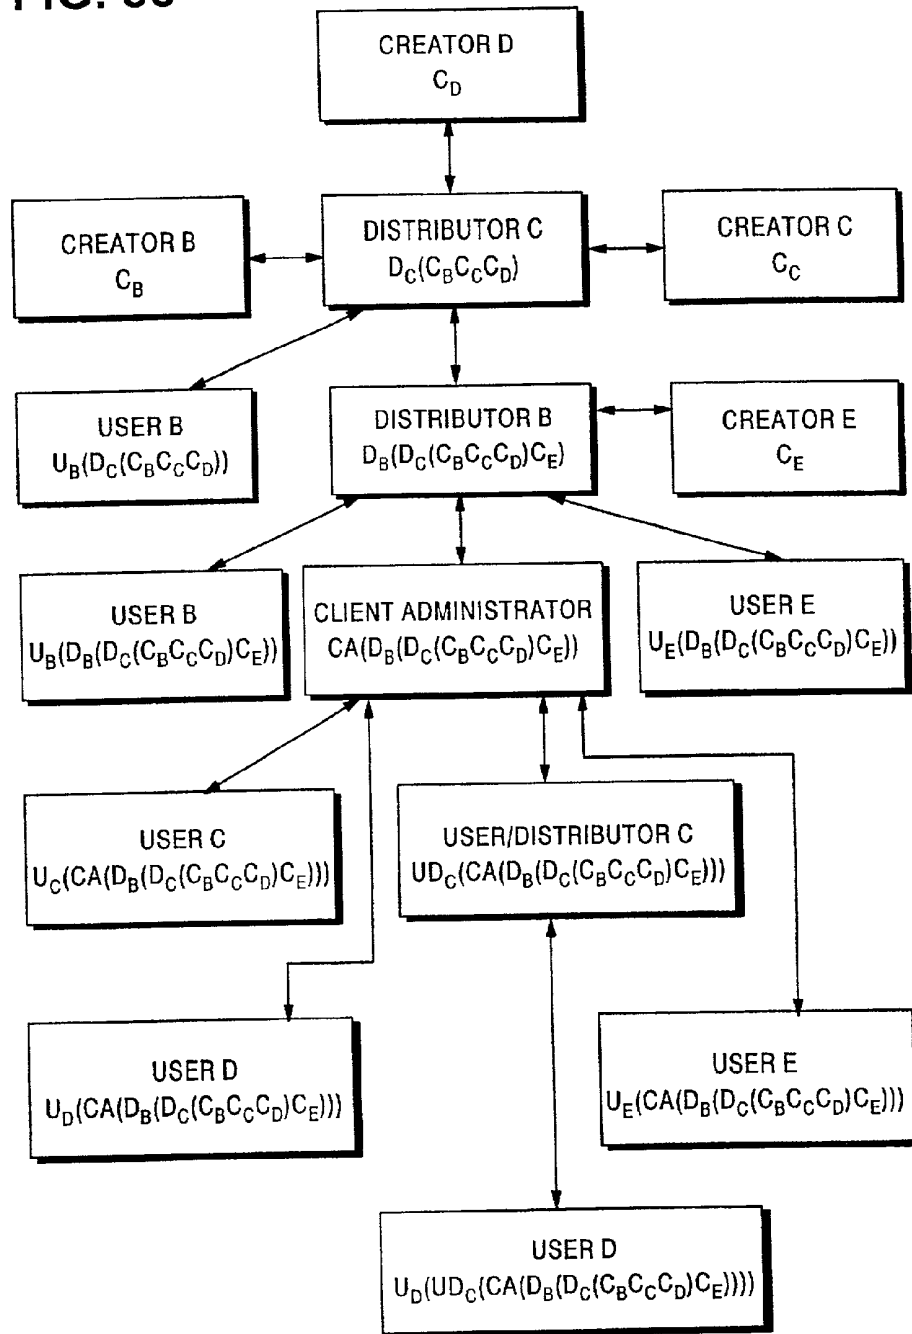 CREATOR D
C_D
CREATOR B
C_B
DISTRIBUTOR C
D_C(C_BC_CC_D)
CREATOR C
C_C
USER B
U_B(D_C(C_BC_CC_D))
DISTRIBUTOR B
D_B(D_C(C_BC_CC_D)C_E)
CREATOR E
C_E
USER B
U_B(D_B(D_C(C_BC_CC_D)C_E))
CLIENT ADMINISTRATOR
CA(D_B(D_C(C_BC_CC_D)C_E))
USER E
U_E(D_B(D_C(C_BC_CC_D)C_E))
USER C
U_C(CA(D_B(D_C(C_BC_CC_D)C_E)))
USER/DISTRIBUTOR C
UD_C(CA(D_B(D_C(C_BC_CC_D)C_E)))
USER D
U_D(CA(D_B(D_C(C_BC_CC_D)C_E)))
USER E
U_E(CA(D_B(D_C(C_BC_CC_D)C_E)))
USER D
U_D(UD_C(CA(D_B(D_C(C_BC_CC_D)C_E))))